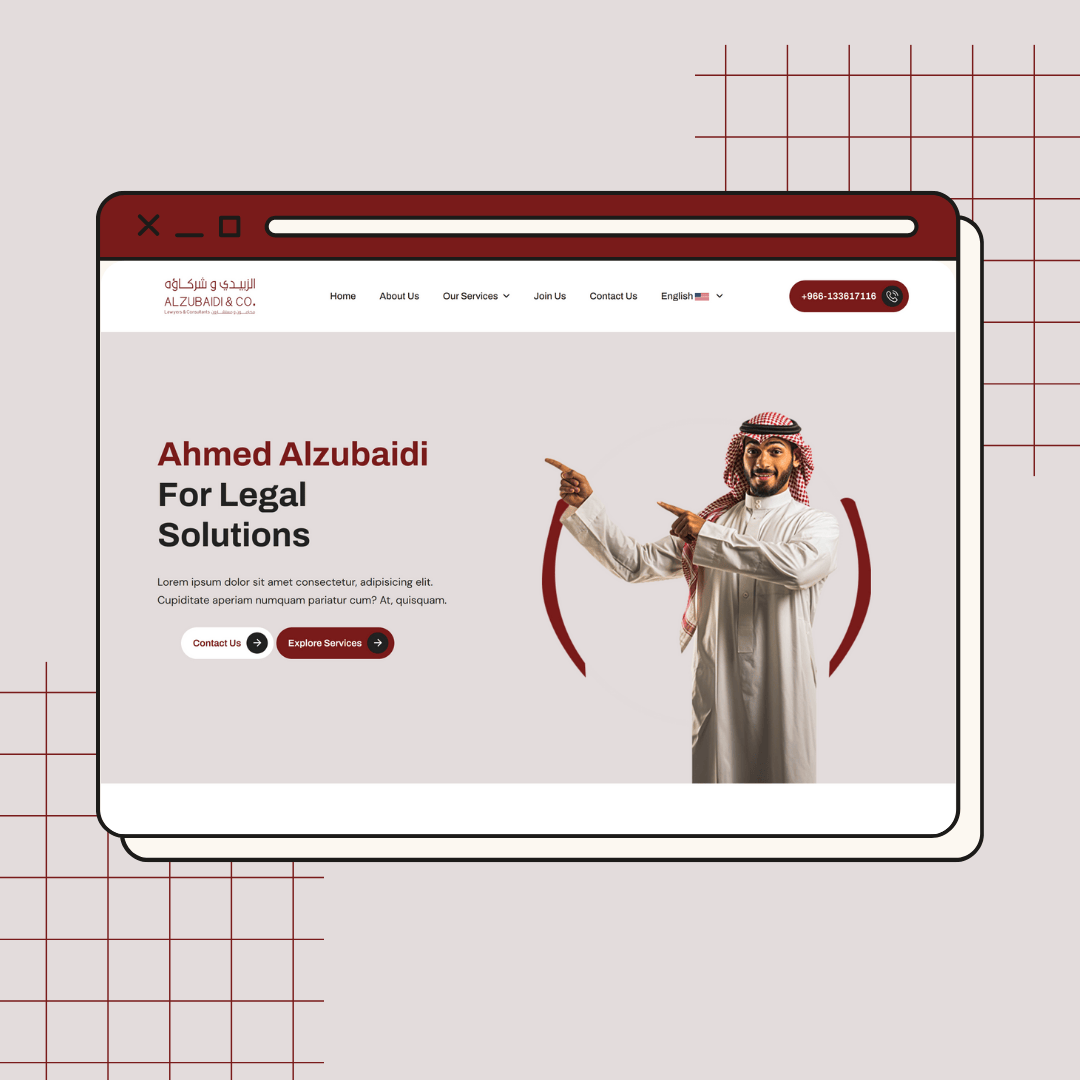 الزبيدي و شركاؤه
ALZUBAIDI & CO.
Lawyers & Consultants
Home
About Us
Our Services
Join Us
Contact Us
English
+966-133617116
Ahmed Alzubaidi
For Legal
Solutions
Lorem ipsum dolor sit amet consectetur, adipisicing elit.
Cupiditate aperiam numquam pariatur cum? At, quisquam.
Contact Us
Explore Services